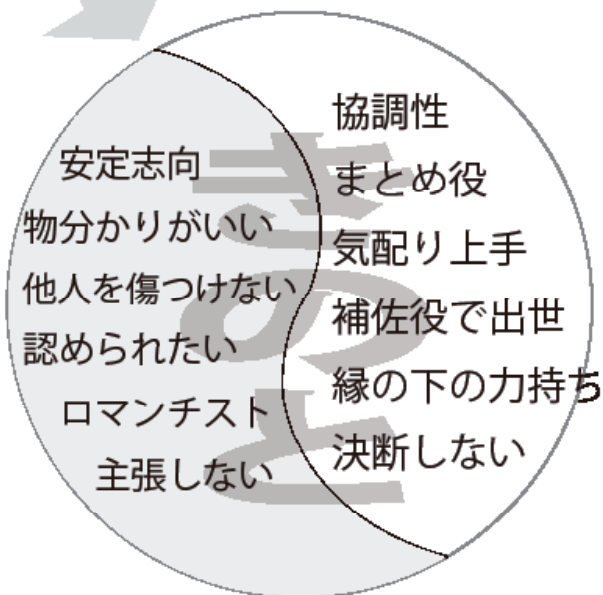 安定志向
物分かりがいい
他人を傷つけない
認められたい
ロマンチスト
主張しない
協調性
まとめ役
気配り上手
補佐役で出世
縁の下の力持ち
決断しない
きのと